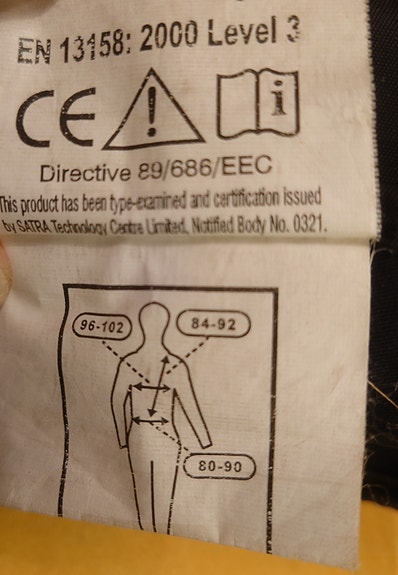 EN 13158: 2000 Level 3
CE
Directive 89/686/EEC
This product has been type-examined and certification issued
by SATRA Technology Centre Limited, Notified Body No. 0321.
96-102
84-92
80-90